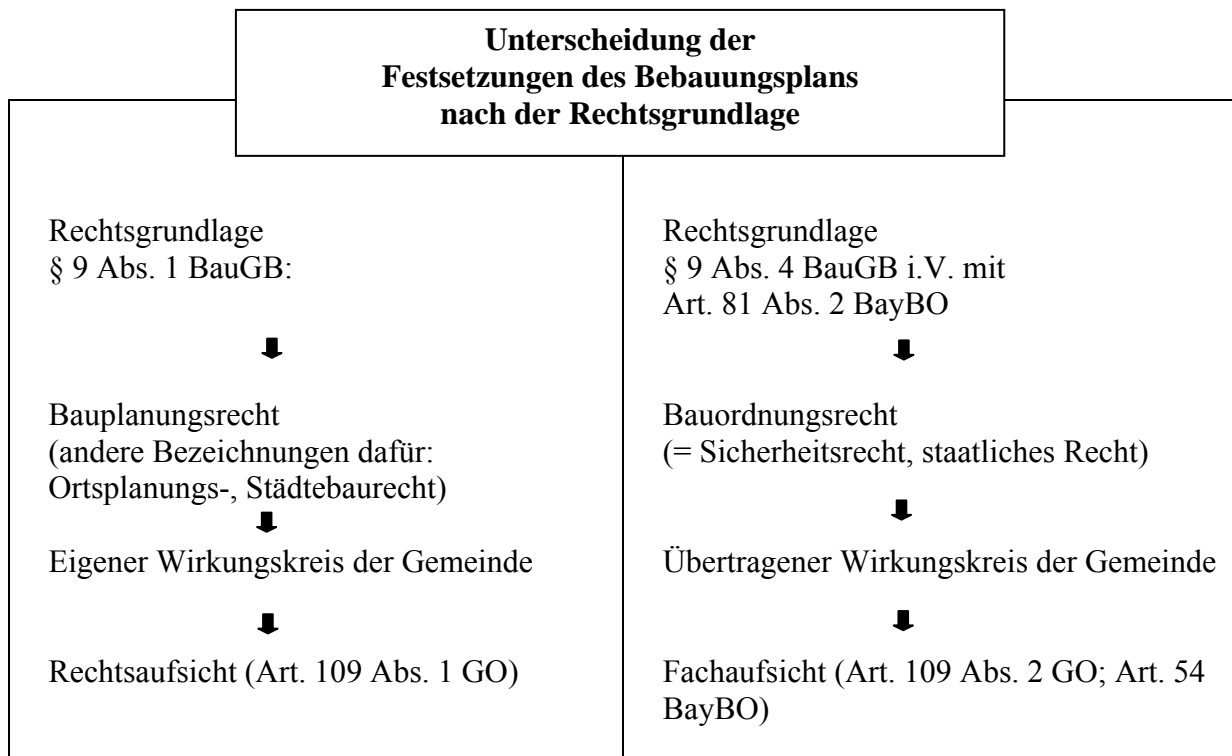 Unterscheidung der
Festsetzungen des Bebauungsplans
nach der Rechtsgrundlage
Rechtsgrundlage
§ 9 Abs. 1 BauGB:
Bauplanungsrecht
(andere Bezeichnungen dafür:
Ortsplanungs-, Städtebaurecht)
Eigener Wirkungskreis der Gemeinde
Rechtsaufsicht (Art. 109 Abs. 1 GO)
Rechtsgrundlage
§ 9 Abs. 4 BauGB i.V. mit
Art. 81 Abs. 2 BayBO
Bauordnungsrecht
(= Sicherheitsrecht, staatliches Recht)
Übertragener Wirkungskreis der Gemeinde
Fachaufsicht (Art. 109 Abs. 2 GO; Art. 54
BayBO)